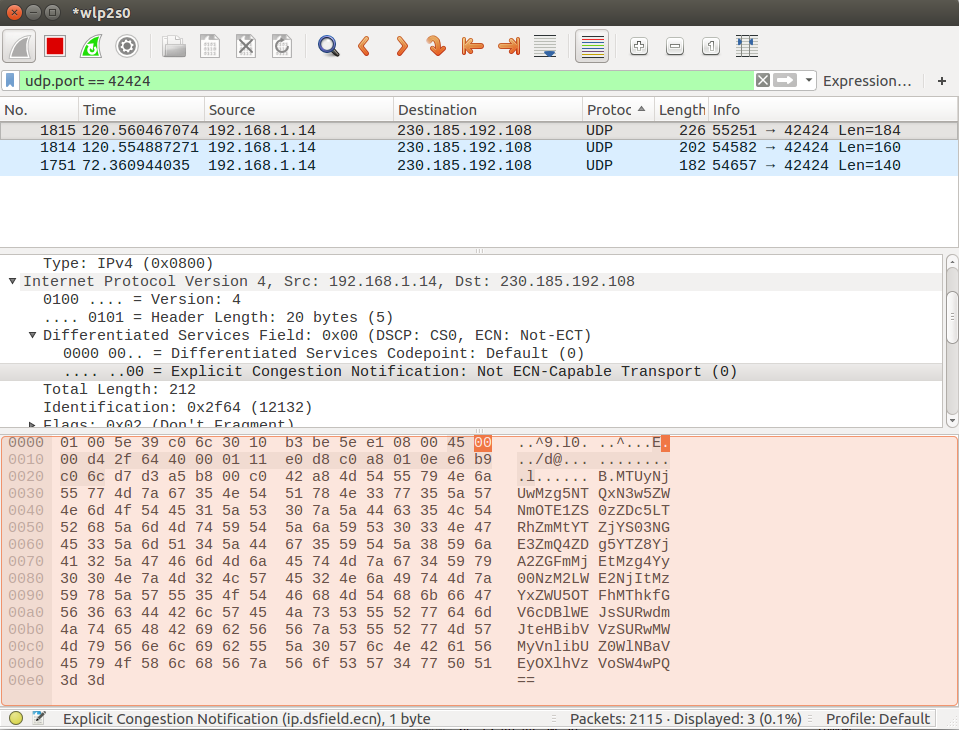 *wlp2s0
udp.port == 42424
Expression…
+
No. Time Source Destination Protoc Length Info
1815 120.560467074 192.168.1.14 230.185.192.108 UDP 226 55251 → 42424 Len=184
1814 120.554887271 192.168.1.14 230.185.192.108 UDP 202 54582 → 42424 Len=160
1751 72.360944035 192.168.1.14 230.185.192.108 UDP 182 54657 → 42424 Len=140
Type: IPv4 (0x0800)
Internet Protocol Version 4, Src: 192.168.1.14, Dst: 230.185.192.108
0100 .... = Version: 4
.... 0101 = Header Length: 20 bytes (5)
Differentiated Services Field: 0x00 (DSCP: CS0, ECN: Not-ECT)
0000 00.. = Differentiated Services Codepoint: Default (0)
.... ..00 = Explicit Congestion Notification: Not ECN-Capable Transport (0)
Total Length: 212
Identification: 0x2f64 (12132)
Flags: 0x02 (Don't Fragment)
0000 01 00 5e 39 c0 6c 30 10 b3 be 5e e1 08 00 45 00 ..^9.l0. ..^...E.
0010 00 d4 2f 64 40 00 01 11 e0 d8 c0 a8 01 0e e6 b9 ../d@... ........
0020 c0 6c d7 d3 a5 b8 00 c0 42 a8 4d 54 55 79 4e 6a .l...... B.MTUyNj
0030 55 77 4d 7a 67 35 4e 54 51 78 4e 33 77 35 5a 57 UwMzg5NT QxN3w5ZW
0040 4e 6d 4f 54 45 31 5a 53 30 7a 5a 44 63 35 4c 54 NmOTE1ZS 0zZDc5LT
0050 52 68 5a 6d 4d 74 59 54 5a 6a 59 53 30 33 4e 47 RhZmMtYT ZjYS03NG
0060 45 33 5a 6d 51 34 5a 44 67 35 59 54 5a 38 59 6a E3ZmQ4ZD g5YTZ8Yj
0070 41 32 5a 47 46 6d 4d 6a 45 74 4d 7a 67 34 59 79 A2ZGFmMj EtMzg4Yy
0080 30 30 4e 7a 4d 32 4c 57 45 32 4e 6a 49 74 4d 7a 00NzM2LW E2NjItMz
0090 59 78 5a 57 55 35 4f 54 46 68 4d 54 68 6b 66 47 YxZWU5OT FhMThkfG
00a0 56 36 63 44 42 6c 57 45 4a 73 53 55 52 77 64 6d V6cDBlWE JsSURwdm
00b0 4a 74 65 48 42 69 62 56 56 7a 53 55 52 77 4d 57 JteHBibV VzSURwMW
00c0 4d 79 56 6e 6c 69 62 55 5a 30 57 6c 4e 42 61 56 MyVnlibU Z0WlNBaV
00d0 45 79 4f 58 6c 68 56 7a 56 6f 53 57 34 77 50 51 EyOXlhVz VoSW4wPQ
00e0 3d 3d ==
Explicit Congestion Notification (ip.dsfield.ecn), 1 byte Packets: 2115 · Displayed: 3 (0.1%) Profile: Default